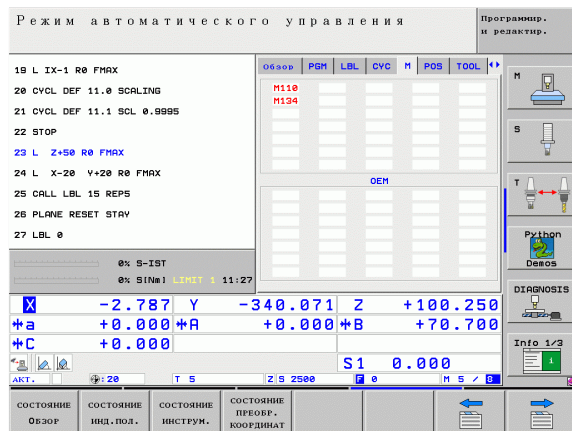 Режим автоматического управления
Программир.
и редактир.
19 L IX-1 R0 FMAX
20 CYCL DEF 11.0 SCALING
21 CYCL DEF 11.1 SCL 0.9995
22 STOP
23 L Z+50 R0 FMAX
24 L X-20 Y+20 R0 FMAX
25 CALL LBL 15 REP5
26 PLANE RESET STAY
27 LBL 0
Обзор PGM LBL CYC M POS TOOL
M110
M134
OEM
0% S-IST
0% S[Nm] LIMIT 1 11:27
X -2.787 Y -340.071 Z +100.250
a +0.000 A +0.000 B +70.700
C +0.000
S1 0.000
АКТ. : 20 T 5 Z S 2500 F 0 M 5 / 8
M
S
T
Python
Demos
DIAGNOSIS
Info 1/3
1
СОСТОЯНИЕ
ОБЗОР
СОСТОЯНИЕ
ИНД.ПОЛ.
СОСТОЯНИЕ
ИНСТРУМ.
СОСТОЯНИЕ
ПРЕОБР.
КООРДИНАТ